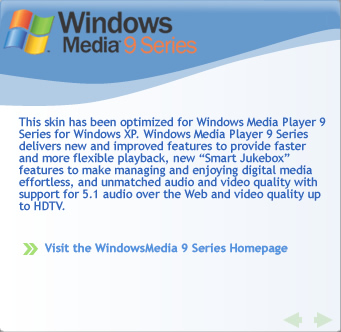 Windows
Media 9 Series
This skin has been optimized for Windows Media Player 9
Series for Windows XP. Windows Media Player 9 Series
delivers new and improved features to provide faster
and more flexible playback, new “Smart Jukebox”
features to make managing and enjoying digital media
effortless, and unmatched audio and video quality with
support for 5.1 audio over the Web and video quality up
to HDTV.
Visit the WindowsMedia 9 Series Homepage